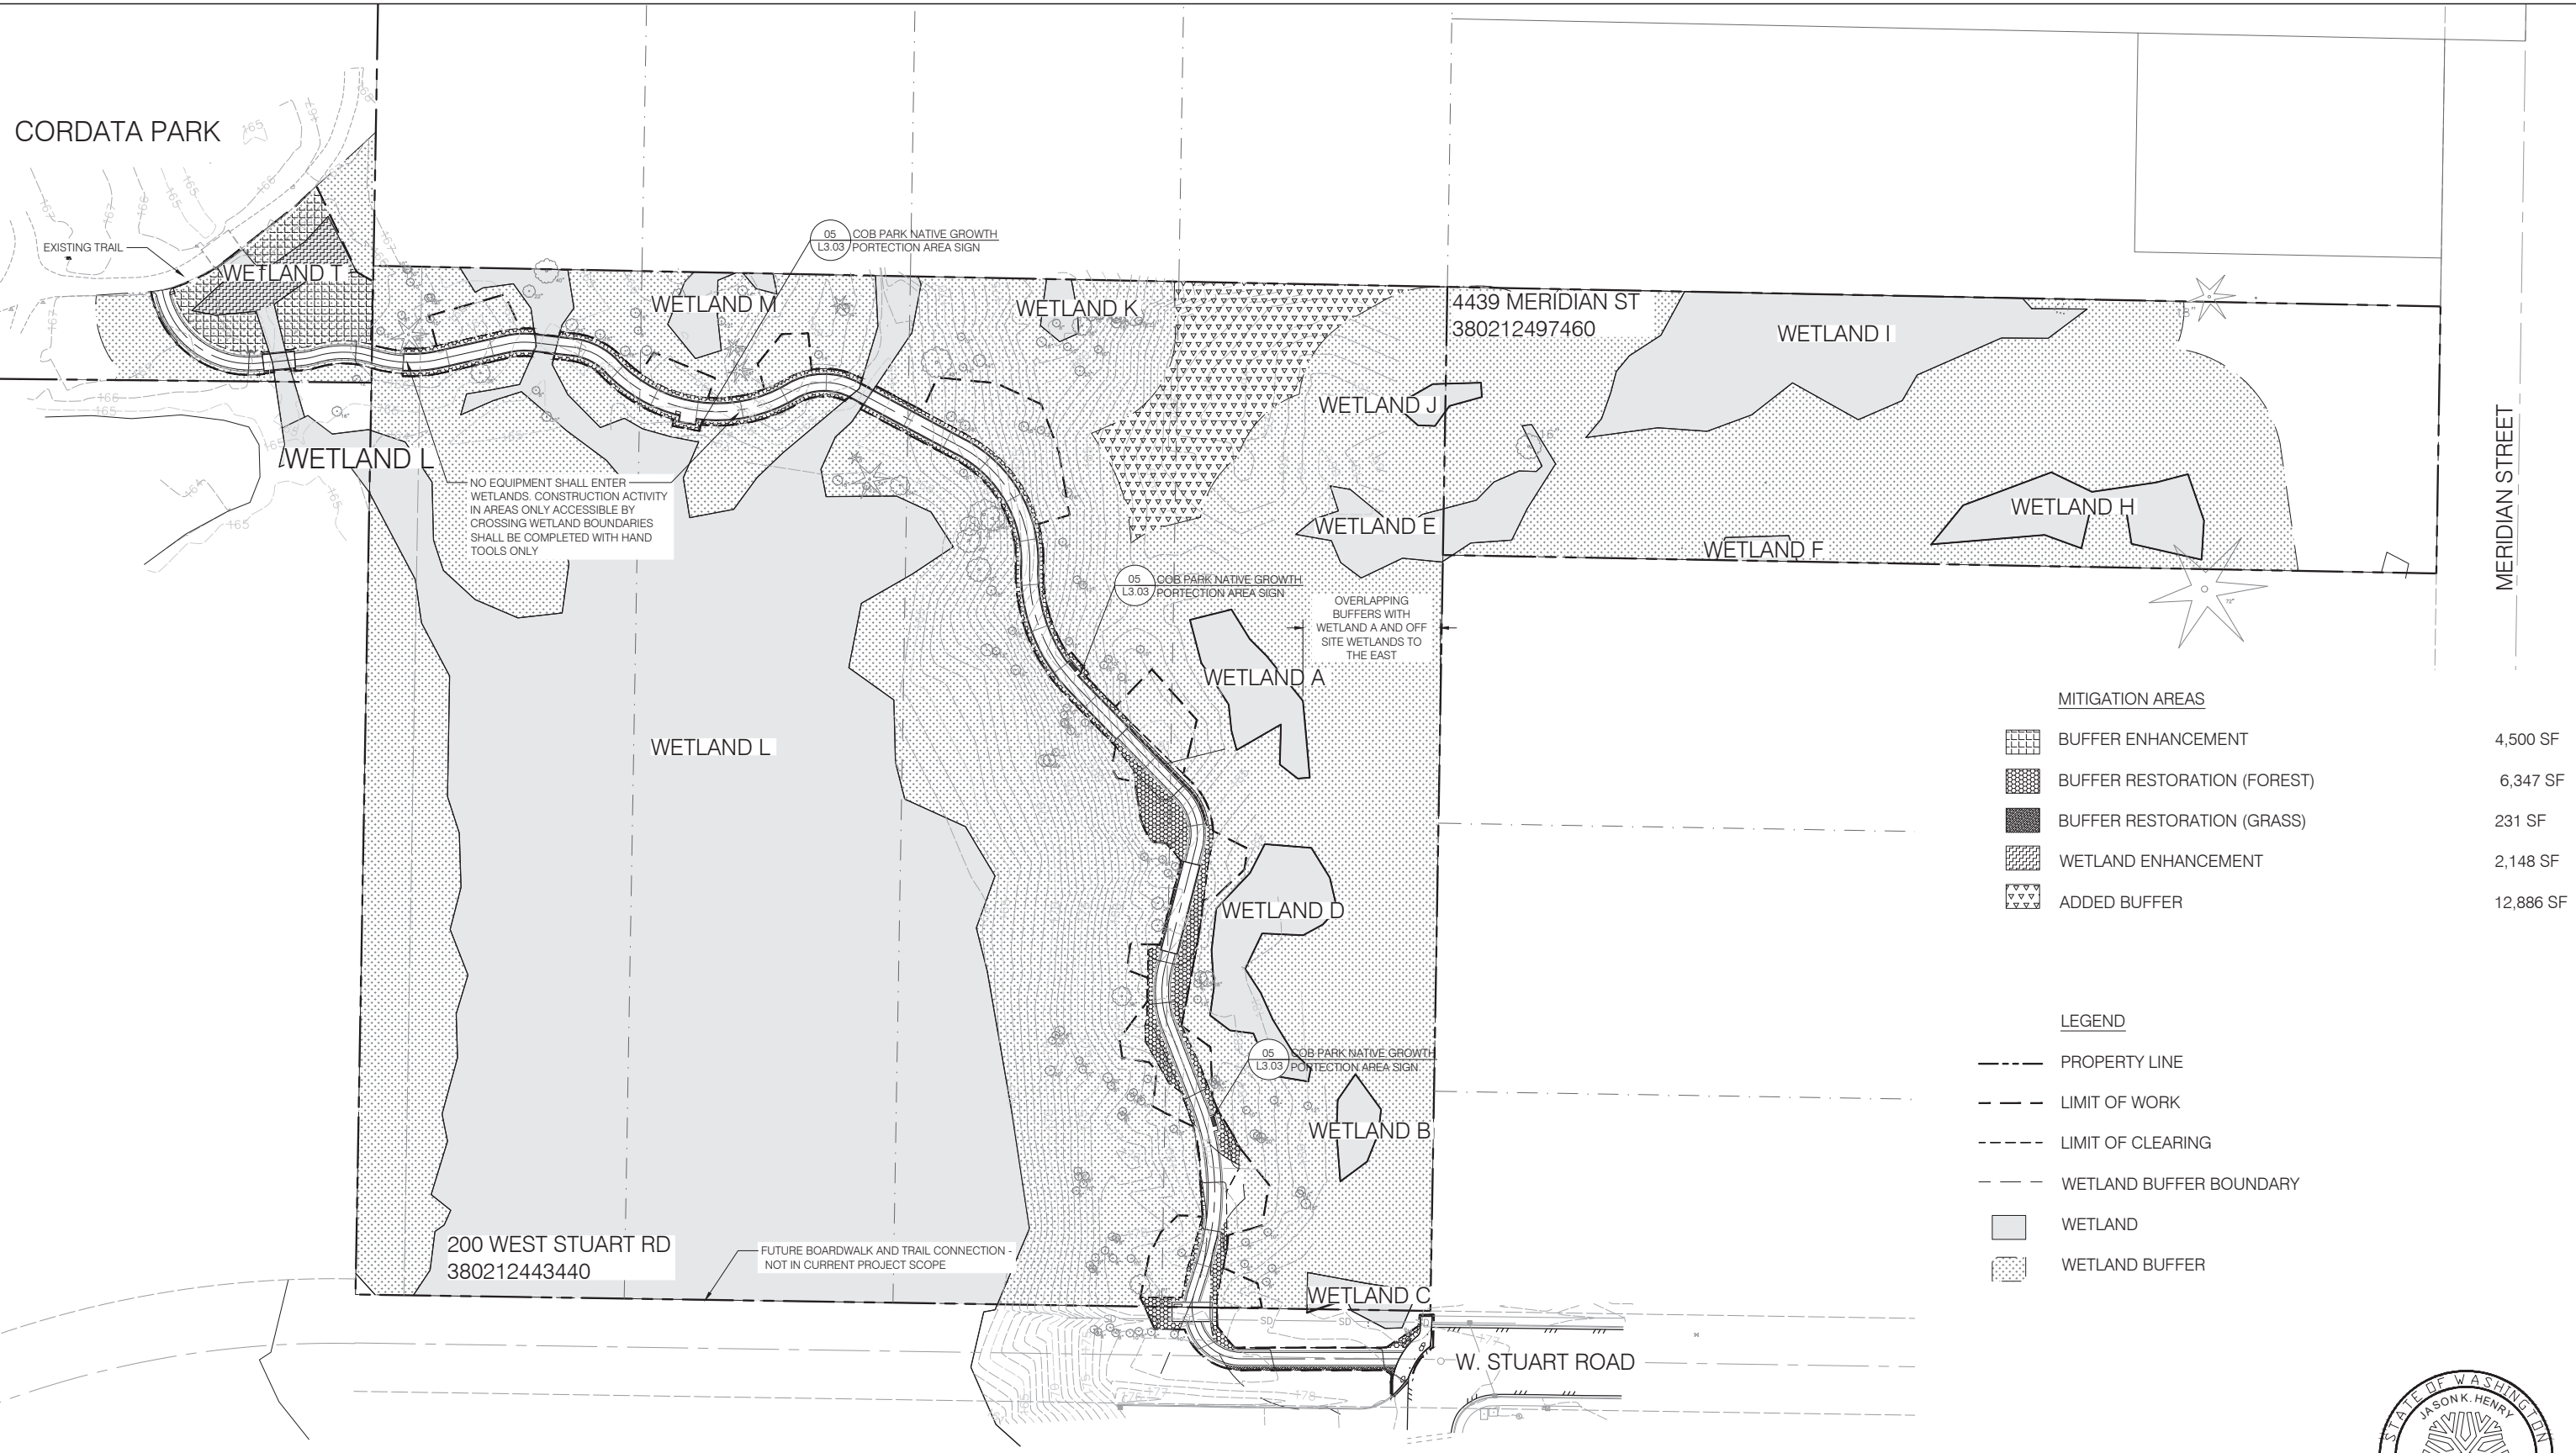 CORDATA PARK
EXISTING TRAIL
WETLAND T
05
L3.03
COB PARK NATIVE GROWTH
PORTECTION AREA SIGN
WETLAND M
WETLAND K
4439 MERIDIAN ST
380212497460
WETLAND I
WETLAND J
WETLAND L
NO EQUIPMENT SHALL ENTER
WETLANDS. CONSTRUCTION ACTIVITY
IN AREAS ONLY ACCESSIBLE BY
CROSSING WETLAND BOUNDARIES
SHALL BE COMPLETED WITH HAND
TOOLS ONLY
WETLAND E
WETLAND F
WETLAND H
MERIDIAN STREET
05
L3.03
COB PARK NATIVE GROWTH
PORTECTION AREA SIGN
OVERLAPPING
BUFFERS WITH
WETLAND A AND OFF
SITE WETLANDS TO
THE EAST
WETLAND A
WETLAND L
WETLAND D
05
L3.03
COB PARK NATIVE GROWTH
PORTECTION AREA SIGN
WETLAND B
200 WEST STUART RD
380212443440
FUTURE BOARDWALK AND TRAIL CONNECTION -
NOT IN CURRENT PROJECT SCOPE
WETLAND C
SD
SD
W. STUART ROAD
MITIGATION AREAS
BUFFER ENHANCEMENT 4,500 SF
BUFFER RESTORATION (FOREST) 6,347 SF
BUFFER RESTORATION (GRASS) 231 SF
WETLAND ENHANCEMENT 2,148 SF
ADDED BUFFER 12,886 SF
LEGEND
PROPERTY LINE
LIMIT OF WORK
LIMIT OF CLEARING
WETLAND BUFFER BOUNDARY
WETLAND
WETLAND BUFFER
STATE OF WASHINGTON
JASON K. HENRY